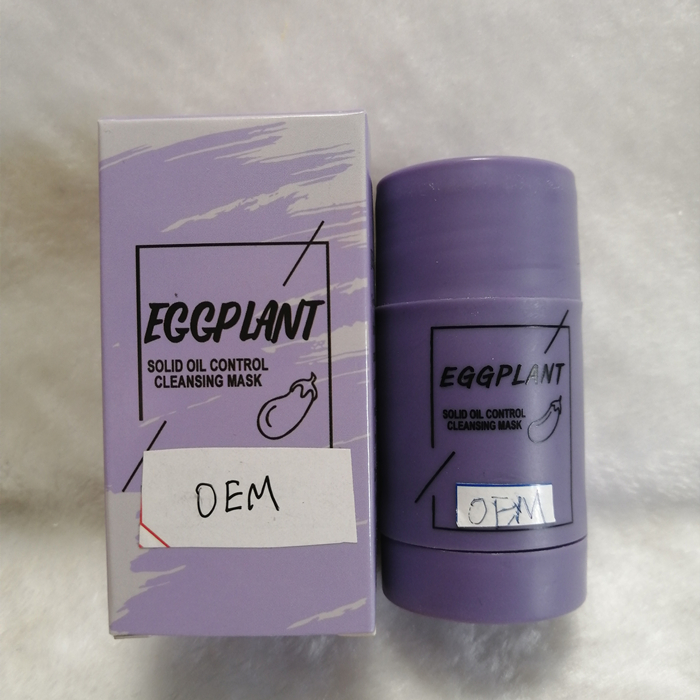 EGGPLANT
SOLID OIL CONTROL
CLEANSING MASK
OEM
EGGPLANT
SOLID OIL CONTROL
CLEANSING MASK
OEM